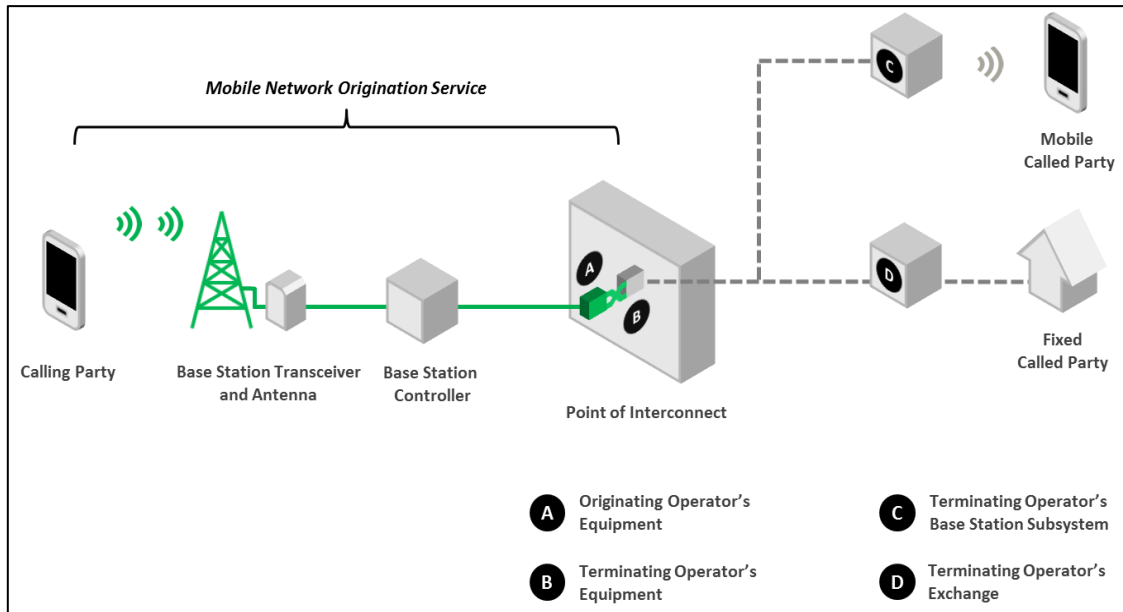 Mobile Network Origination Service
C
Mobile
Called Party
A
B
D
Calling Party
Base Station Transceiver
and Antenna
Base Station
Controller
Point of Interconnect
Fixed
Called Party
A
Originating Operator's
Equipment
C
Terminating Operator's
Base Station Subsystem
B
Terminating Operator's
Equipment
D
Terminating Operator's
Exchange